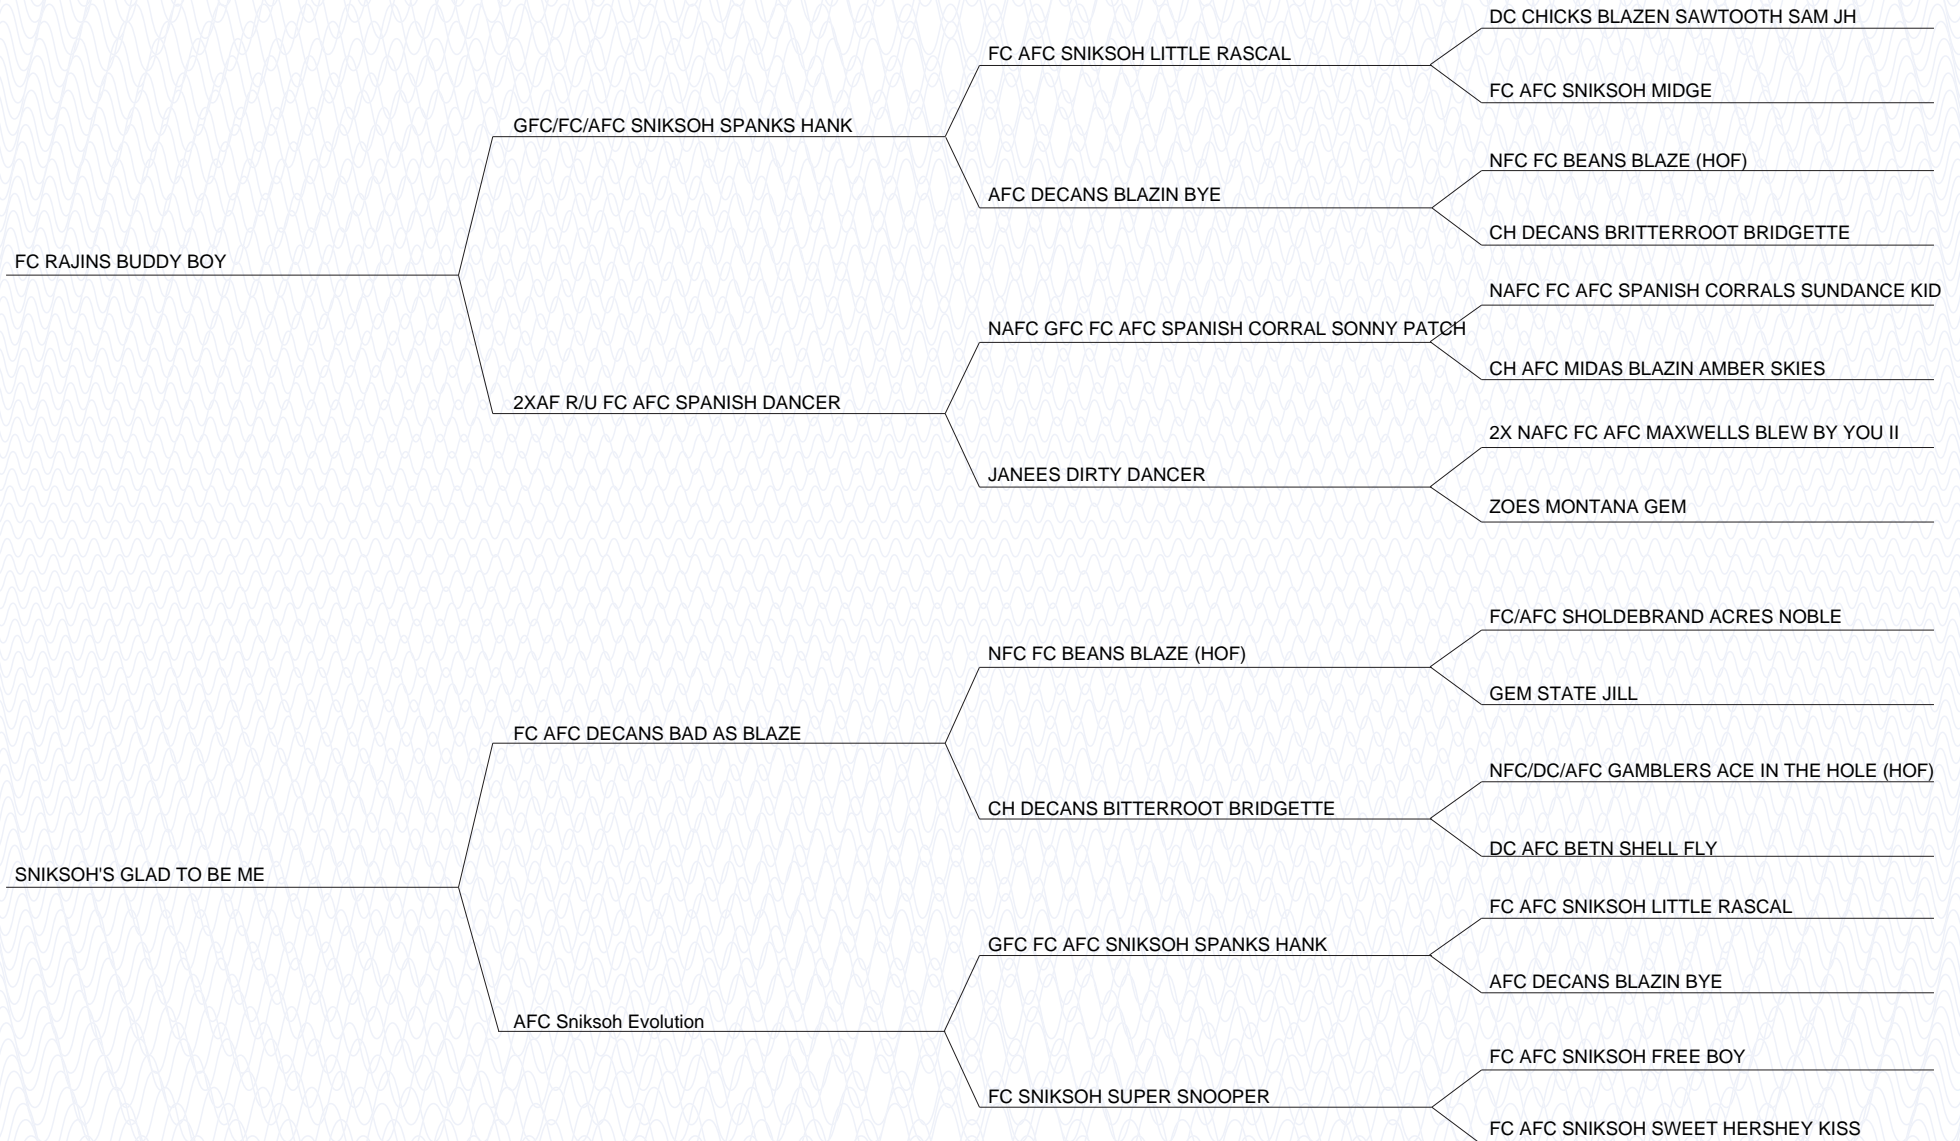 DC CHICKS BLAZEN SAWTOOTH SAM JH
FC AFC SNIKSOH LITTLE RASCAL
FC AFC SNIKSOH MIDGE
GFC/FC/AFC SNIKSOH SPANKS HANK
NFC FC BEANS BLAZE (HOF)
AFC DECANS BLAZIN BYE
CH DECANS BRITTERROOT BRIDGETTE
FC RAJINS BUDDY BOY
NAFC FC AFC SPANISH CORRALS SUNDANCE KID
NAFC GFC FC AFC SPANISH CORRAL SONNY PATCH
CH AFC MIDAS BLAZIN AMBER SKIES
2XAF R/U FC AFC SPANISH DANCER
2X NAFC FC AFC MAXWELLS BLEW BY YOU II
JANEES DIRTY DANCER
ZOES MONTANA GEM
FC/AFC SHOLDEBRAND ACRES NOBLE
NFC FC BEANS BLAZE (HOF)
GEM STATE JILL
FC AFC DECANS BAD AS BLAZE
NFC/DC/AFC GAMBLERS ACE IN THE HOLE (HOF)
CH DECANS BITTERROOT BRIDGETTE
DC AFC BETN SHELL FLY
SNIKSOH'S GLAD TO BE ME
FC AFC SNIKSOH LITTLE RASCAL
GFC FC AFC SNIKSOH SPANKS HANK
AFC DECANS BLAZIN BYE
AFC Sniksoh Evolution
FC AFC SNIKSOH FREE BOY
FC SNIKSOH SUPER SNOOPER
FC AFC SNIKSOH SWEET HERSHEY KISS